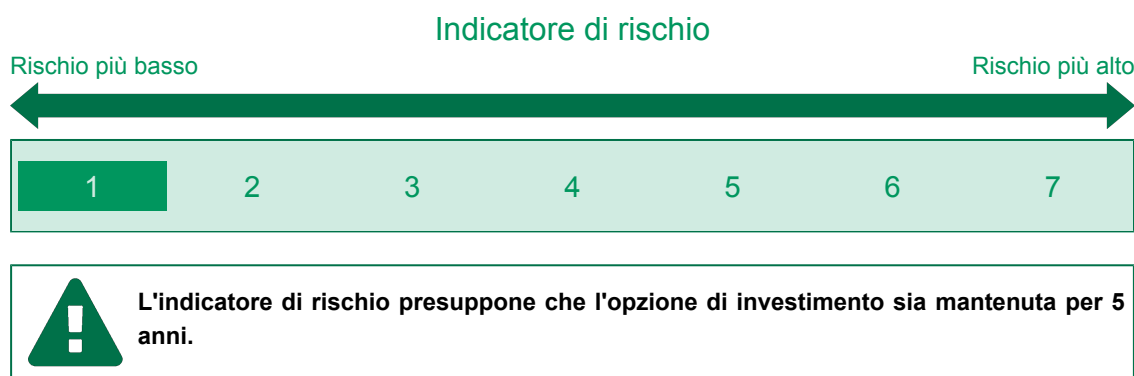 Indicatore di rischio
Rischio più basso Rischio più alto
1 2 3 4 5 6 7
L'indicatore di rischio presuppone che l'opzione di investimento sia mantenuta per 5
anni.